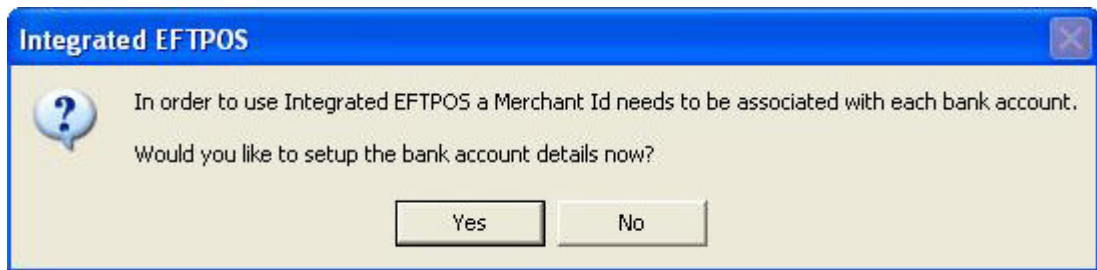 Integrated EFTPOS
In order to use Integrated EFTPOS a Merchant Id needs to be associated with each bank account.
Would you like to setup the bank account details now?
Yes No